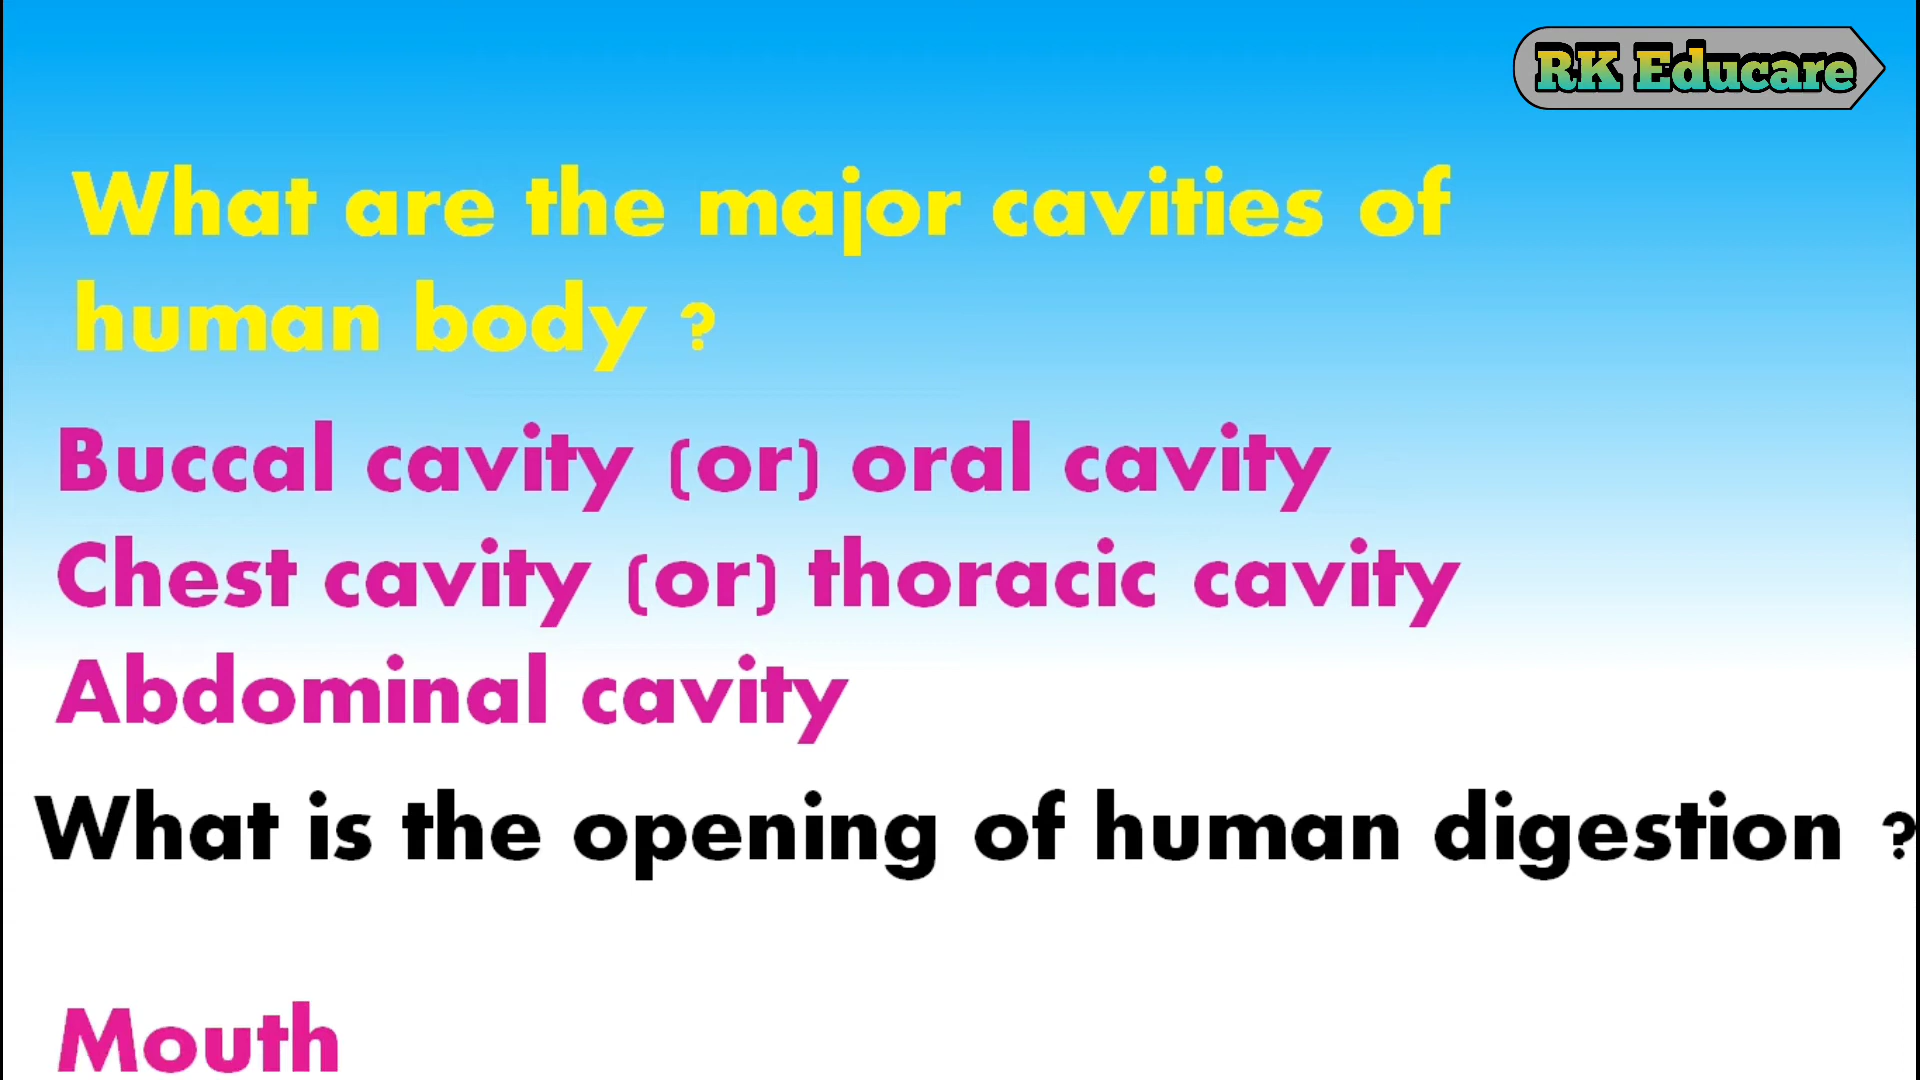 RK Educare
What are the major cavities of
human body ?
Buccal cavity (or) oral cavity
Chest cavity (or) thoracic cavity
Abdominal cavity
What is the opening of human digestion ?
Mouth